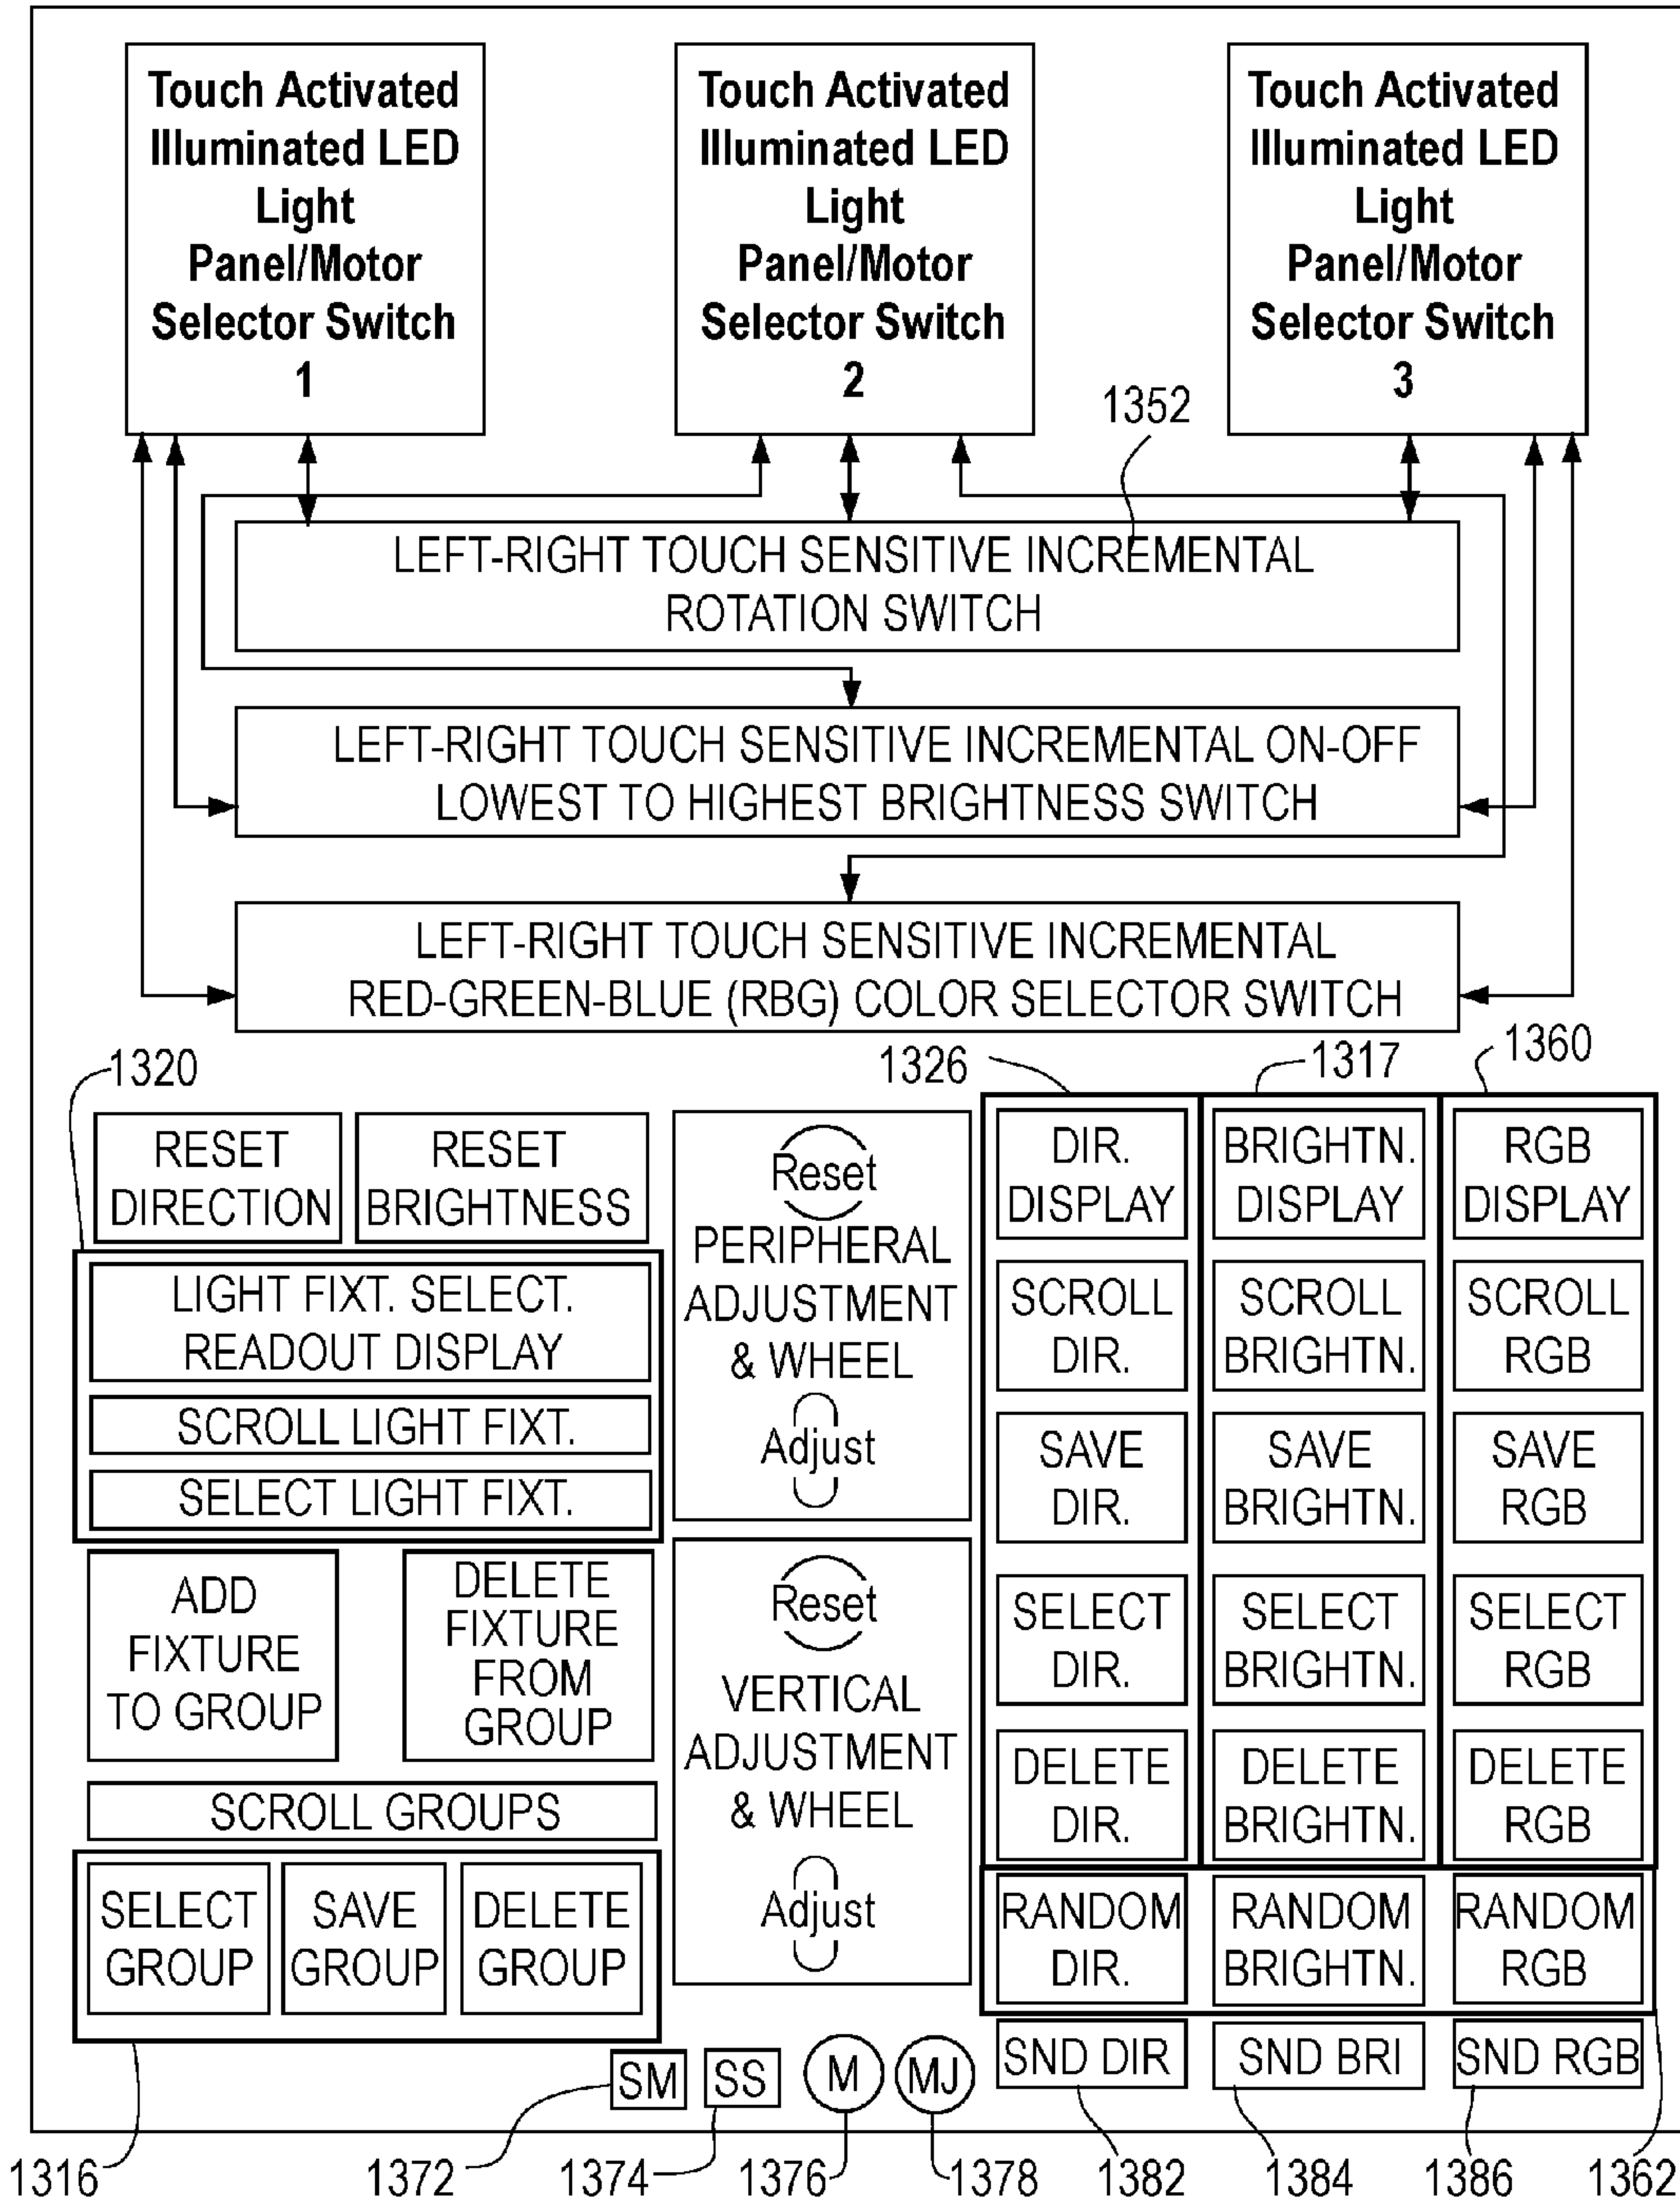 Touch Activated
Illuminated LED
Light
Panel/Motor
Selector Switch
1
Touch Activated
Illuminated LED
Light
Panel/Motor
Selector Switch
2
Touch Activated
Illuminated LED
Light
Panel/Motor
Selector Switch
3
1352
LEFT-RIGHT TOUCH SENSITIVE INCREMENTAL
ROTATION SWITCH
LEFT-RIGHT TOUCH SENSITIVE INCREMENTAL ON-OFF
LOWEST TO HIGHEST BRIGHTNESS SWITCH
LEFT-RIGHT TOUCH SENSITIVE INCREMENTAL
RED-GREEN-BLUE (RBG) COLOR SELECTOR SWITCH
1320
1326
1317
1360
RESET
DIRECTION
RESET
BRIGHTNESS
LIGHT FIXT. SELECT.
READOUT DISPLAY
SCROLL LIGHT FIXT.
SELECT LIGHT FIXT.
ADD
FIXTURE
TO GROUP
DELETE
FIXTURE
FROM
GROUP
SCROLL GROUPS
SELECT
GROUP
SAVE
GROUP
DELETE
GROUP
Reset
PERIPHERAL
ADJUSTMENT
& WHEEL
Adjust
Reset
VERTICAL
ADJUSTMENT
& WHEEL
Adjust
DIR.
DISPLAY
BRIGHTN.
DISPLAY
RGB
DISPLAY
SCROLL
DIR.
SCROLL
BRIGHTN.
SCROLL
RGB
SAVE
DIR.
SAVE
BRIGHTN.
SAVE
RGB
SELECT
DIR.
SELECT
BRIGHTN.
SELECT
RGB
DELETE
DIR.
DELETE
BRIGHTN.
DELETE
RGB
RANDOM
DIR.
RANDOM
BRIGHTN.
RANDOM
RGB
SM
SS
M
MJ
SND DIR
SND BRI
SND RGB
1316
1372
1374
1376
1378
1382
1384
1386
1362